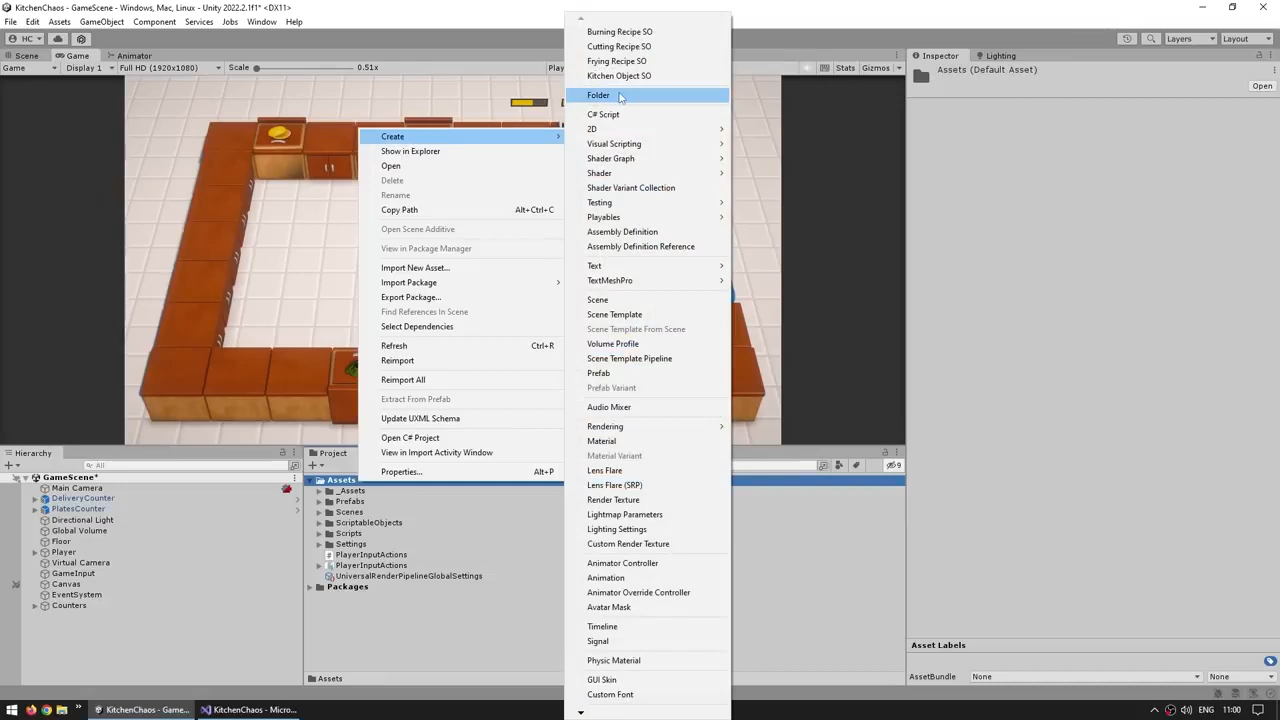 KitchenChaos - GameScene - Windows, Mac, Linux - Unity 2022.2.1f1* <DX11>
File Edit Assets GameObject Component Services Jobs Window Help
HC
Layers
Layout
Scene Game Animator
Game Display 1 Full HD (1920x1080) Scale 0.51x
Stats Gizmos
Inspector Lighting
Assets (Default Asset)
Open
Create
Show in Explorer
Open
Delete
Rename
Copy Path Alt+Ctrl+C
Open Scene Additive
View in Package Manager
Import New Asset...
Import Package
Export Package...
Find References In Scene
Select Dependencies
Refresh Ctrl+R
Reimport
Reimport All
Extract From Prefab
Update UXML Schema
Open C# Project
View in Import Activity Window
Properties... Alt+P
Burning Recipe SO
Cutting Recipe SO
Frying Recipe SO
Kitchen Object SO
Folder
C# Script
2D
Visual Scripting
Shader Graph
Shader
Shader Variant Collection
Testing
Playables
Assembly Definition
Assembly Definition Reference
Text
TextMeshPro
Scene
Scene Template
Scene Template From Scene
Volume Profile
Scene Template Pipeline
Prefab
Prefab Variant
Audio Mixer
Rendering
Material
Material Variant
Lens Flare
Lens Flare (SRP)
Render Texture
Lightmap Parameters
Lighting Settings
Custom Render Texture
Animator Controller
Animation
Animator Override Controller
Avatar Mask
Timeline
Signal
Physic Material
GUI Skin
Custom Font
Hierarchy
All
GameScene*
Main Camera
DeliveryCounter
PlatesCounter
Directional Light
Global Volume
Floor
Player
Virtual Camera
GameInput
Canvas
EventSystem
Counters
Project
9
Assets
_Assets
Prefabs
Scenes
ScriptableObjects
Scripts
Settings
PlayerInputActions
PlayerInputActions
UniversalRenderPipelineGlobalSettings
Packages
Assets
Asset Labels
AssetBundle None None
KitchenChaos - Game...
KitchenChaos - Micro...
ENG 11:00